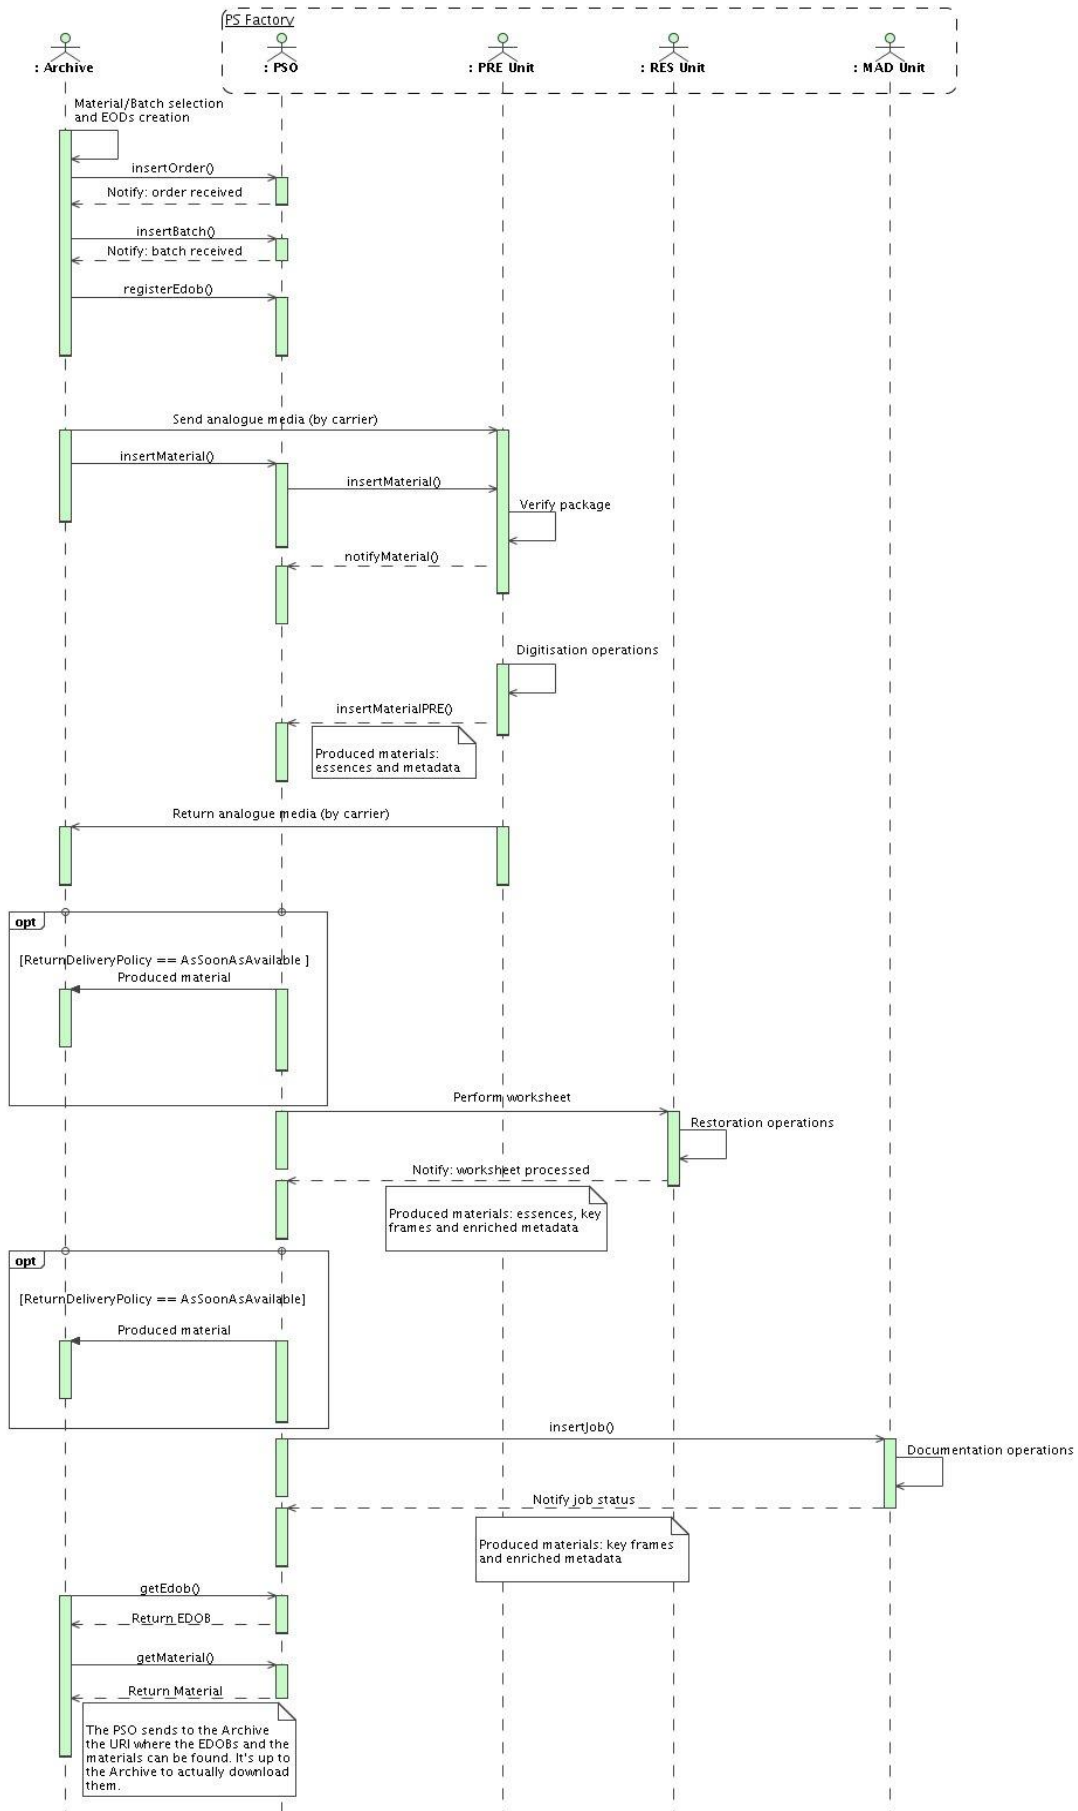 PS Factory
: Archive
: PSO
: PRE Unit
: RES Unit
: MAD Unit
Material/Batch selection
and EODs creation
insertOrder()
Notify: order received
insertBatch()
Notify: batch received
registerEdob()
Send analogue media (by carrier)
insertMaterial()
insertMaterial()
Verify package
notifyMaterial()
Digitisation operations
insertMaterialPRE()
Produced materials:
essences and metadata
Return analogue media (by carrier)
opt
[ReturnDeliveryPolicy == AsSoonAsAvailable ]
Produced material
Perform worksheet
Restoration operations
Notify: worksheet processed
Produced materials: essences, key
frames and enriched metadata
opt
[ReturnDeliveryPolicy == AsSoonAsAvailable]
Produced material
insertJob()
Documentation operations
Notify job status
Produced materials: key frames
and enriched metadata
getEdob()
Return EDOB
getMaterial()
Return Material
The PSO sends to the Archive
the URI where the EDOBs and the
materials can be found. It's up to
the Archive to actually download
them.